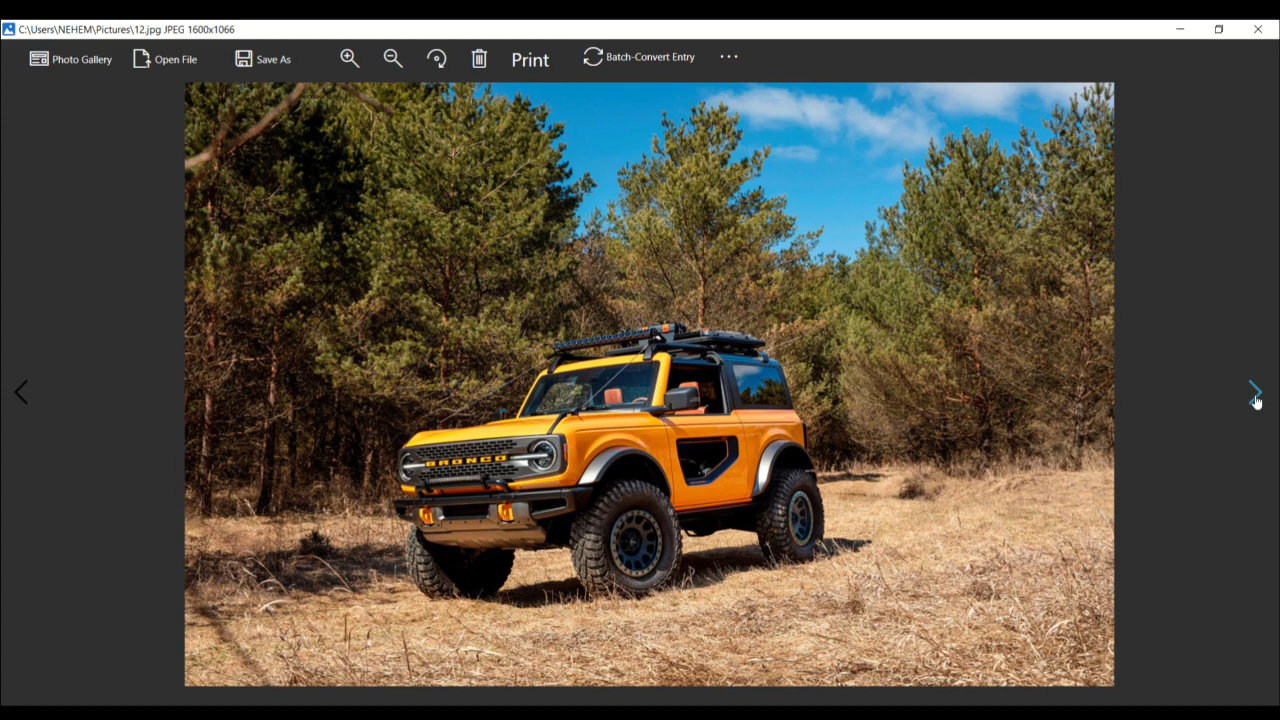 C:\Users\NEHEM\Pictures\12.jpg JPEG 1600x1066
Photo Gallery Open File Save As Print Batch-Convert Entry
BRONCO